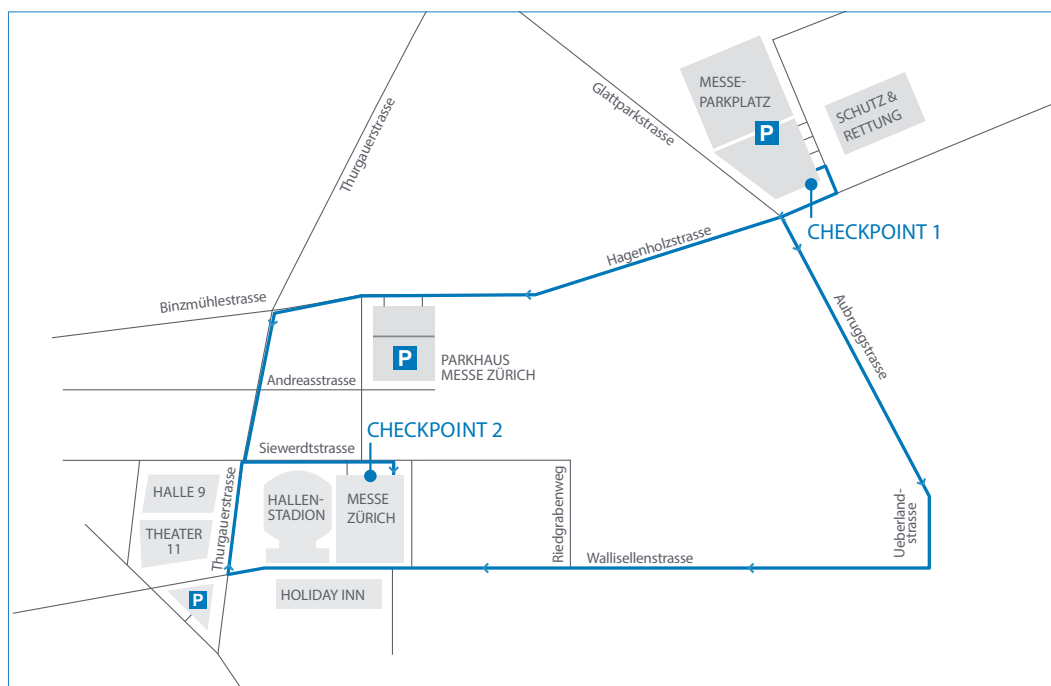 MESSE-
PARKPLATZ
P
SCHUTZ &
RETTUNG
Glattparkstrasse
Thurgauerstrasse
CHECKPOINT 1
Hagenholzstrasse
Binzmühlestrasse
Aubruggstrasse
P
PARKHAUS
MESSE ZÜRICH
Andreasstrasse
CHECKPOINT 2
Siewerdtstrasse
HALLE 9
THEATER
11
Thurgauerstrasse
HALLEN-
STADION
MESSE
ZÜRICH
Riedgrabenweg
Ueberland-
strasse
Wallisellenstrasse
HOLIDAY INN
P